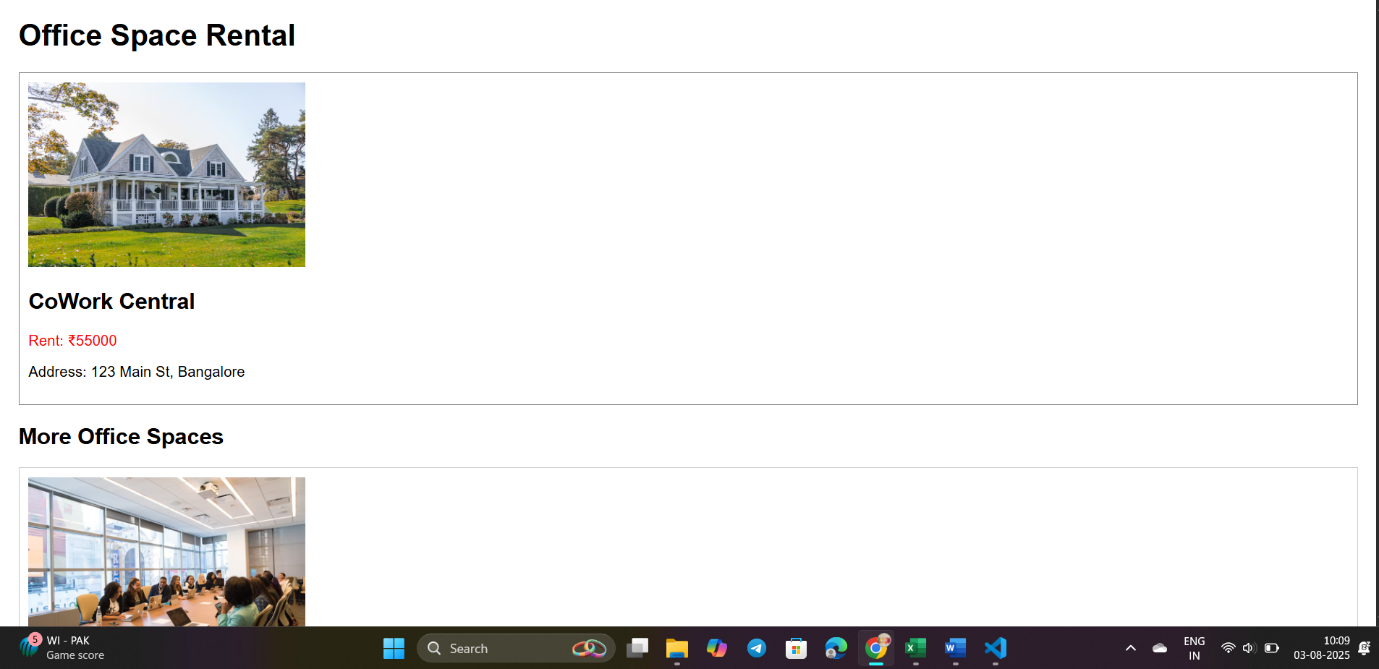 Office Space Rental
CoWork Central
Rent: ₹55000
Address: 123 Main St, Bangalore
More Office Spaces
5
WI - PAK
Game score
Search
ENG
IN
10:09
03-08-2025